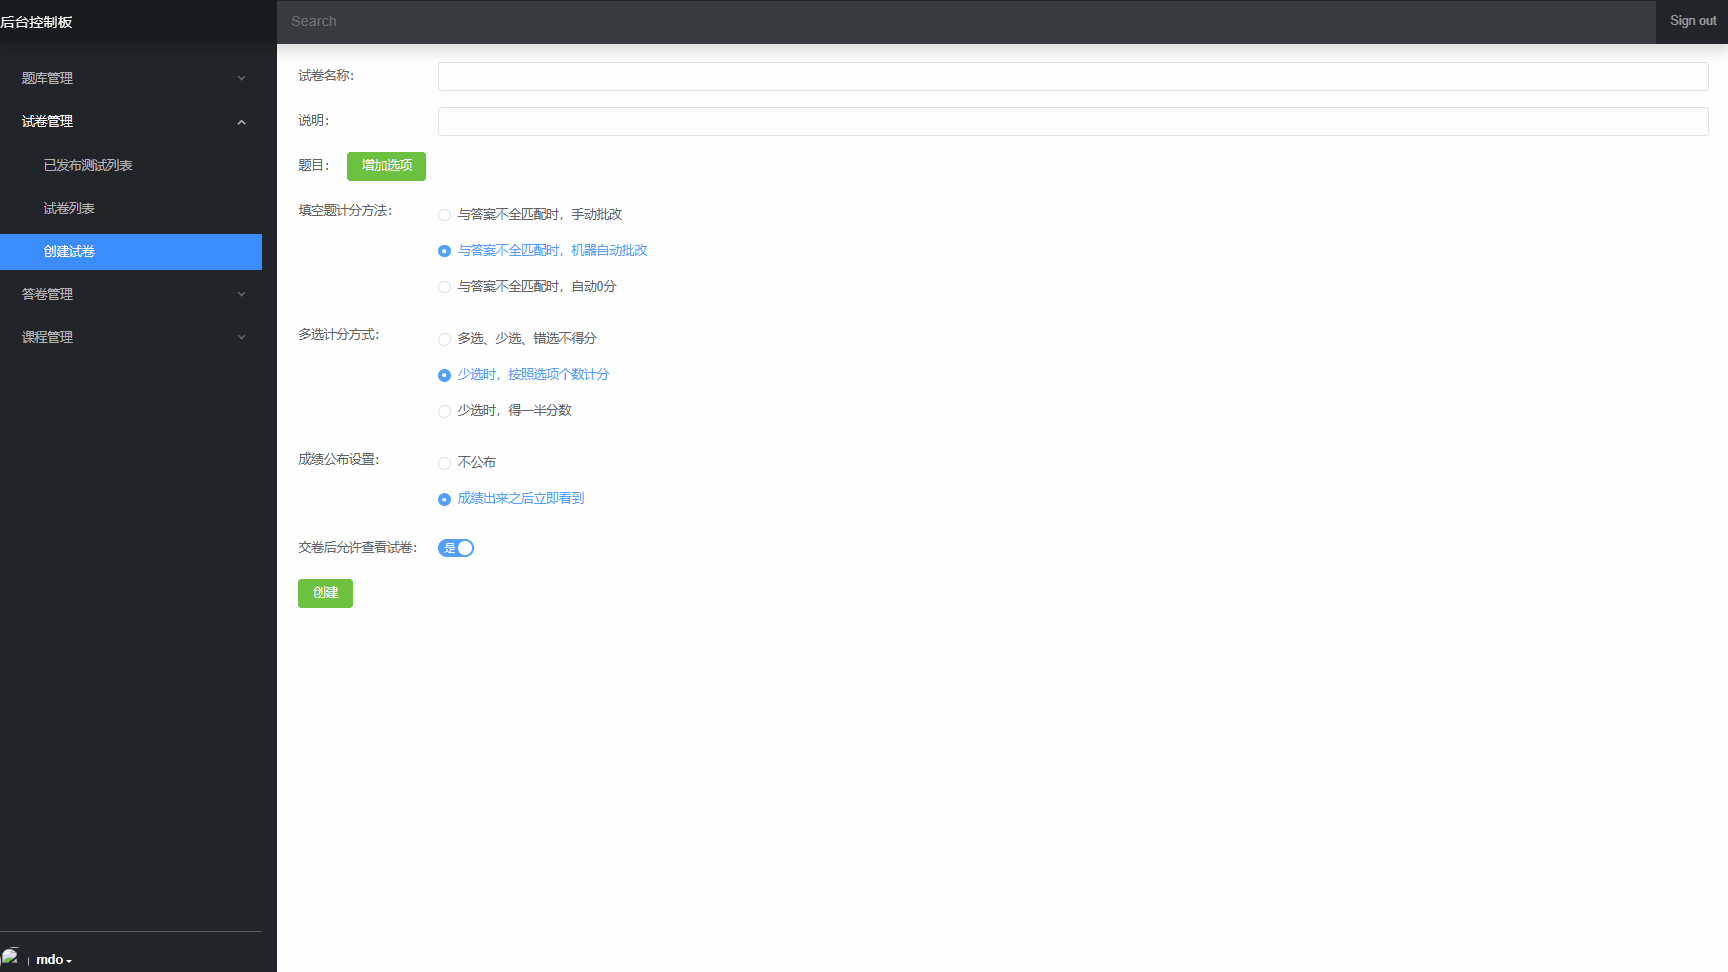 后台控制板
Search
Sign out
题库管理
试卷管理
已发布测试列表
试卷列表
创建试卷
答卷管理
课程管理
mdo
试卷名称：
说明：
题目： 增加选项
填空题计分方法：
与答案不全匹配时，手动批改
与答案不全匹配时，机器自动批改
与答案不全匹配时，自动0分
多选计分方式：
多选、少选、错选不得分
少选时，按照选项个数计分
少选时，得一半分数
成绩公布设置：
不公布
成绩出来之后立即看到
交卷后允许查看试卷： 是
创建